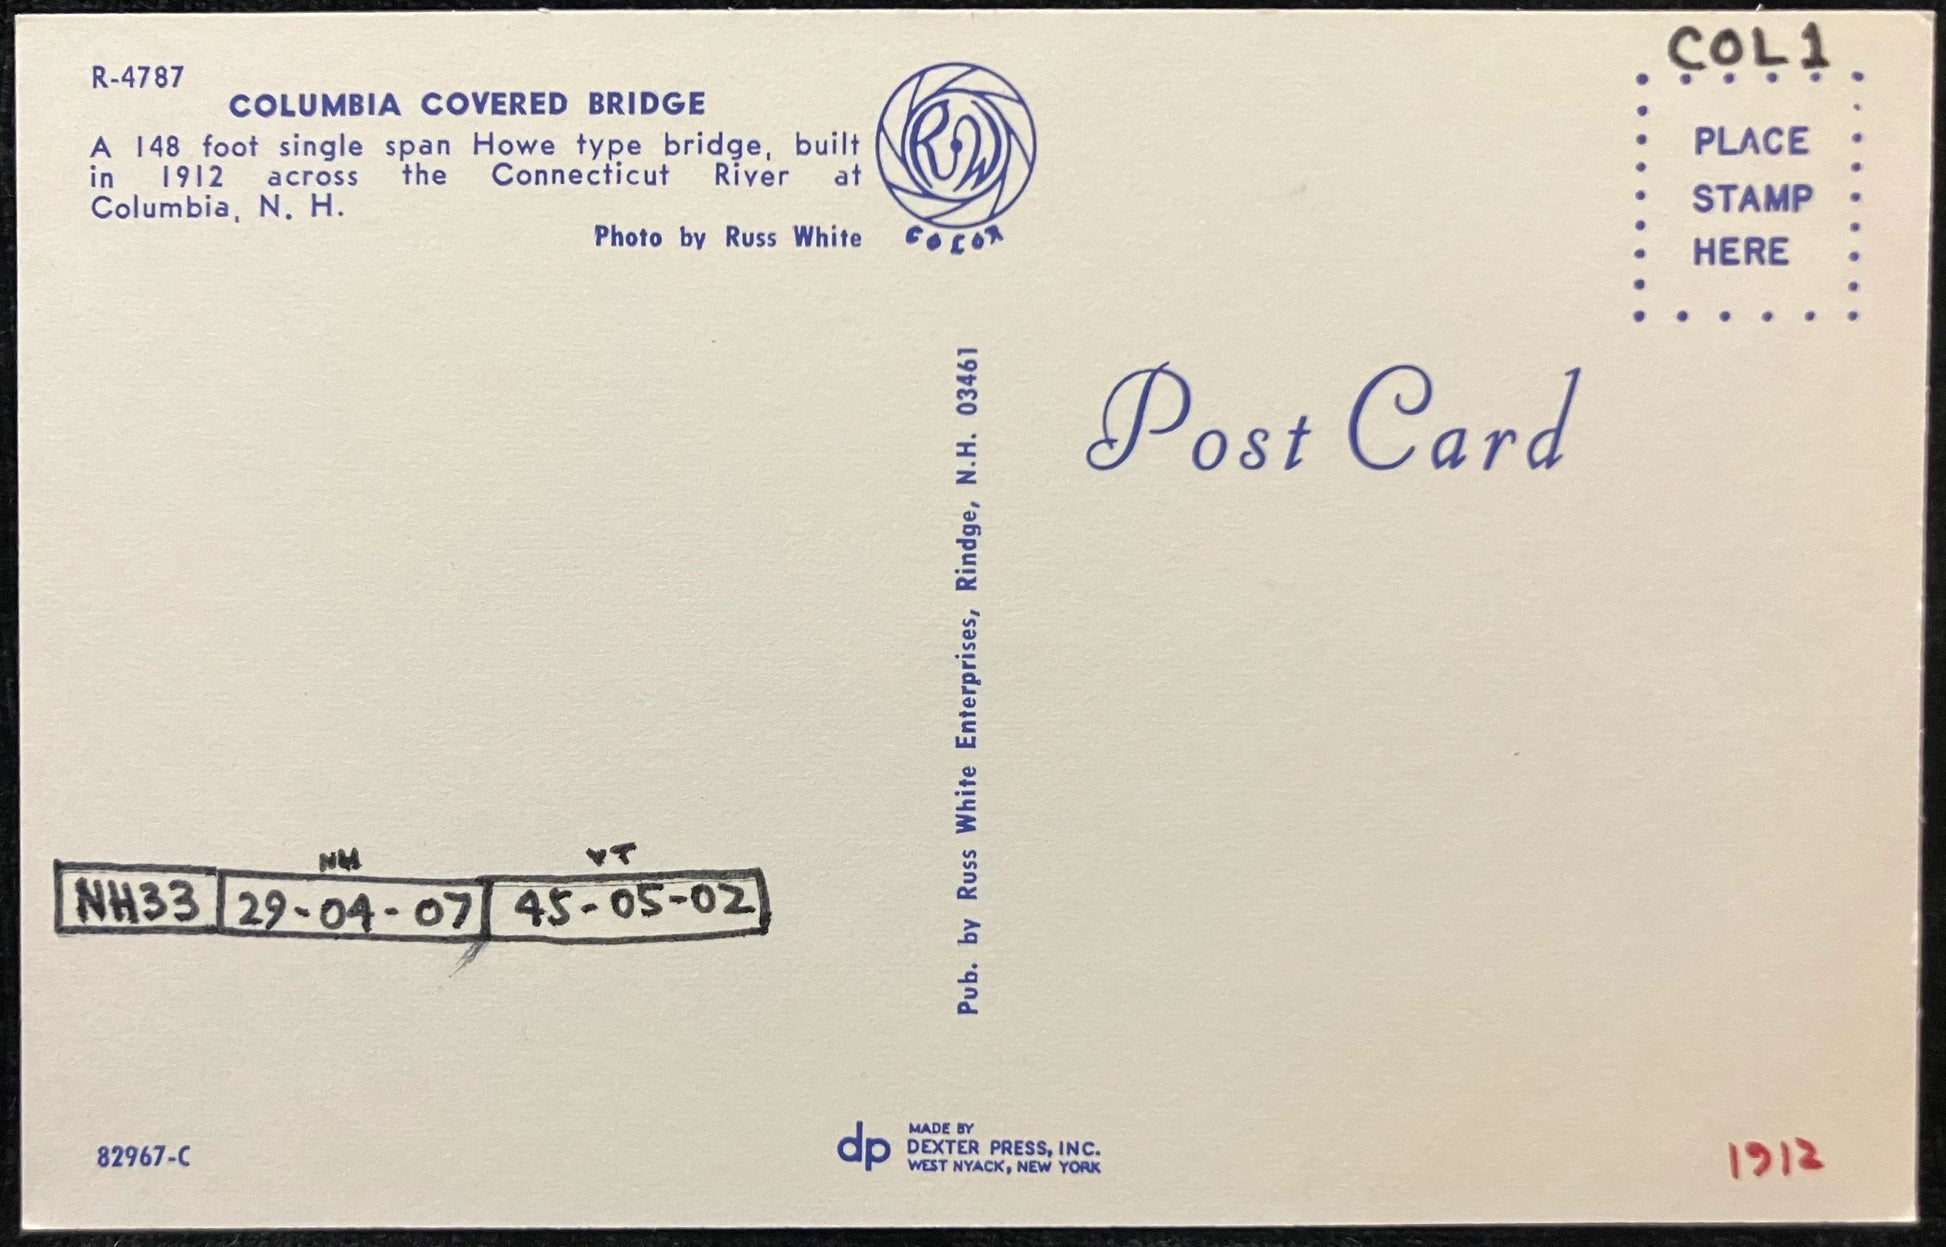 R-4787
COLUMBIA COVERED BRIDGE
A 148 foot single span Howe type bridge, built
in 1912 across the Connecticut River at
Columbia, N. H.
Photo by Russ White
RW
COLOR
COL1
PLACE
STAMP
HERE
Post Card
Pub. by Russ White Enterprises, Rindge, N.H. 03461
NH VT
NH33 29-04-07 45-05-02
82967-C
dp
MADE BY
DEXTER PRESS, INC.
WEST NYACK, NEW YORK
1912